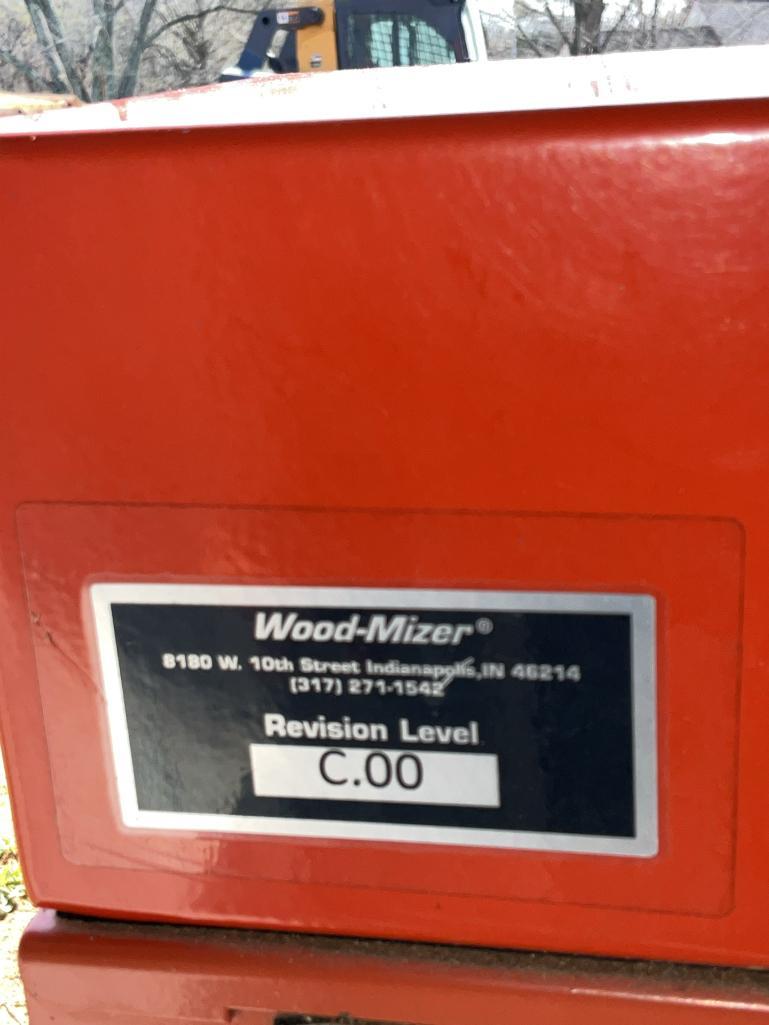 Wood-Mizer®
8180 W. 10th Street Indianapolis,IN 46214
(317) 271-1542
Revision Level
C.00